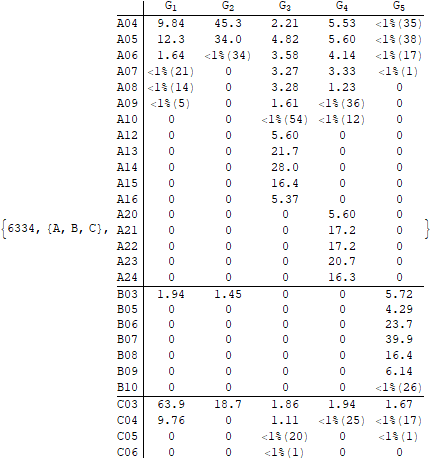 G1 G2 G3 G4 G5
A04 9.84 45.3 2.21 5.53 <1%(35)
A05 12.3 34.0 4.82 5.60 <1%(38)
A06 1.64 <1%(34) 3.58 4.14 <1%(17)
A07 <1%(21) 0 3.27 3.33 <1%(1)
A08 <1%(14) 0 3.28 1.23 0
A09 <1%(5) 0 1.61 <1%(36) 0
A10 0 0 <1%(54) <1%(12) 0
A12 0 0 5.60 0 0
A13 0 0 21.7 0 0
A14 0 0 28.0 0 0
A15 0 0 16.4 0 0
A16 0 0 5.37 0 0
A20 0 0 0 5.60 0
{6334, {A, B, C}, A21 0 0 0 17.2 0 }
A22 0 0 0 17.2 0
A23 0 0 0 20.7 0
A24 0 0 0 16.3 0
B03 1.94 1.45 0 0 5.72
B05 0 0 0 0 4.29
B06 0 0 0 0 23.7
B07 0 0 0 0 39.9
B08 0 0 0 0 16.4
B09 0 0 0 0 6.14
B10 0 0 0 0 <1%(26)
C03 63.9 18.7 1.86 1.94 1.67
C04 9.76 0 1.11 <1%(25) <1%(17)
C05 0 0 <1%(20) 0 <1%(1)
C06 0 0 <1%(1) 0 0